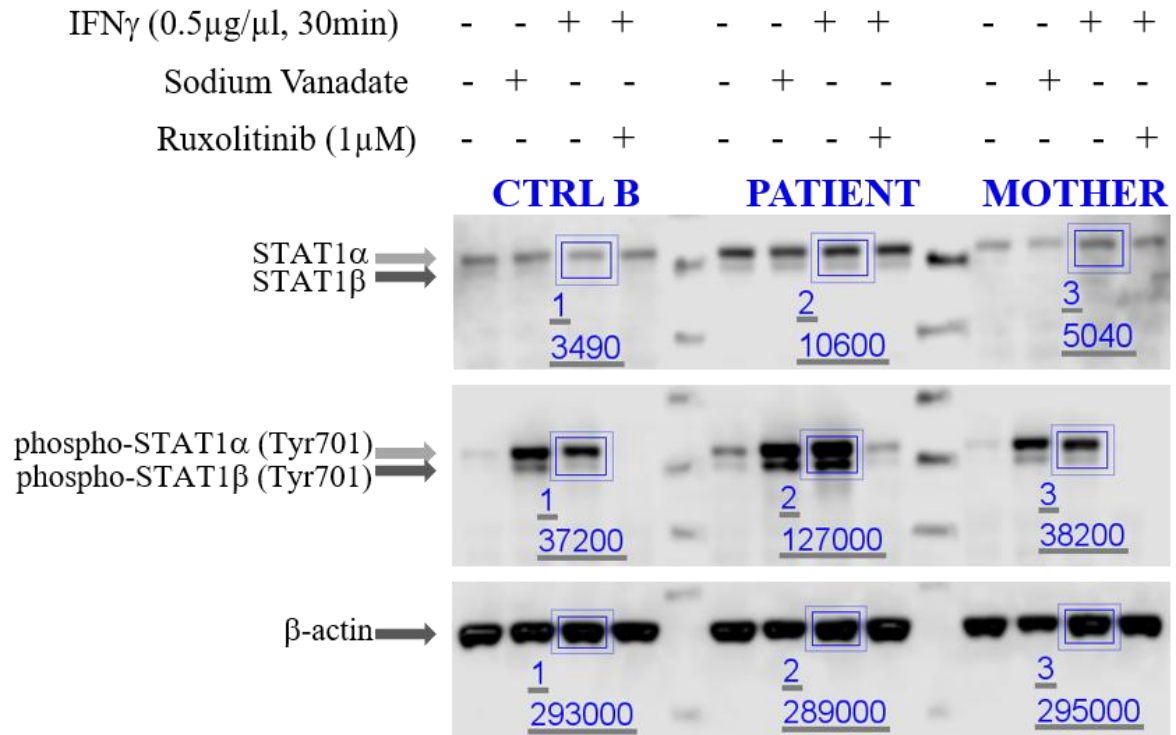 IFNγ (0.5µg/µl, 30min) - - + + - - + + - - + +
Sodium Vanadate - + - - - + - - - + - -
Ruxolitinib (1µM) - - - + - - - + - - - +
CTRL B PATIENT MOTHER
STAT1α
STAT1β
1 2 3
3490 10600 5040
phospho-STAT1α (Tyr701)
phospho-STAT1β (Tyr701)
1 2 3
37200 127000 38200
β-actin
1 2 3
293000 289000 295000